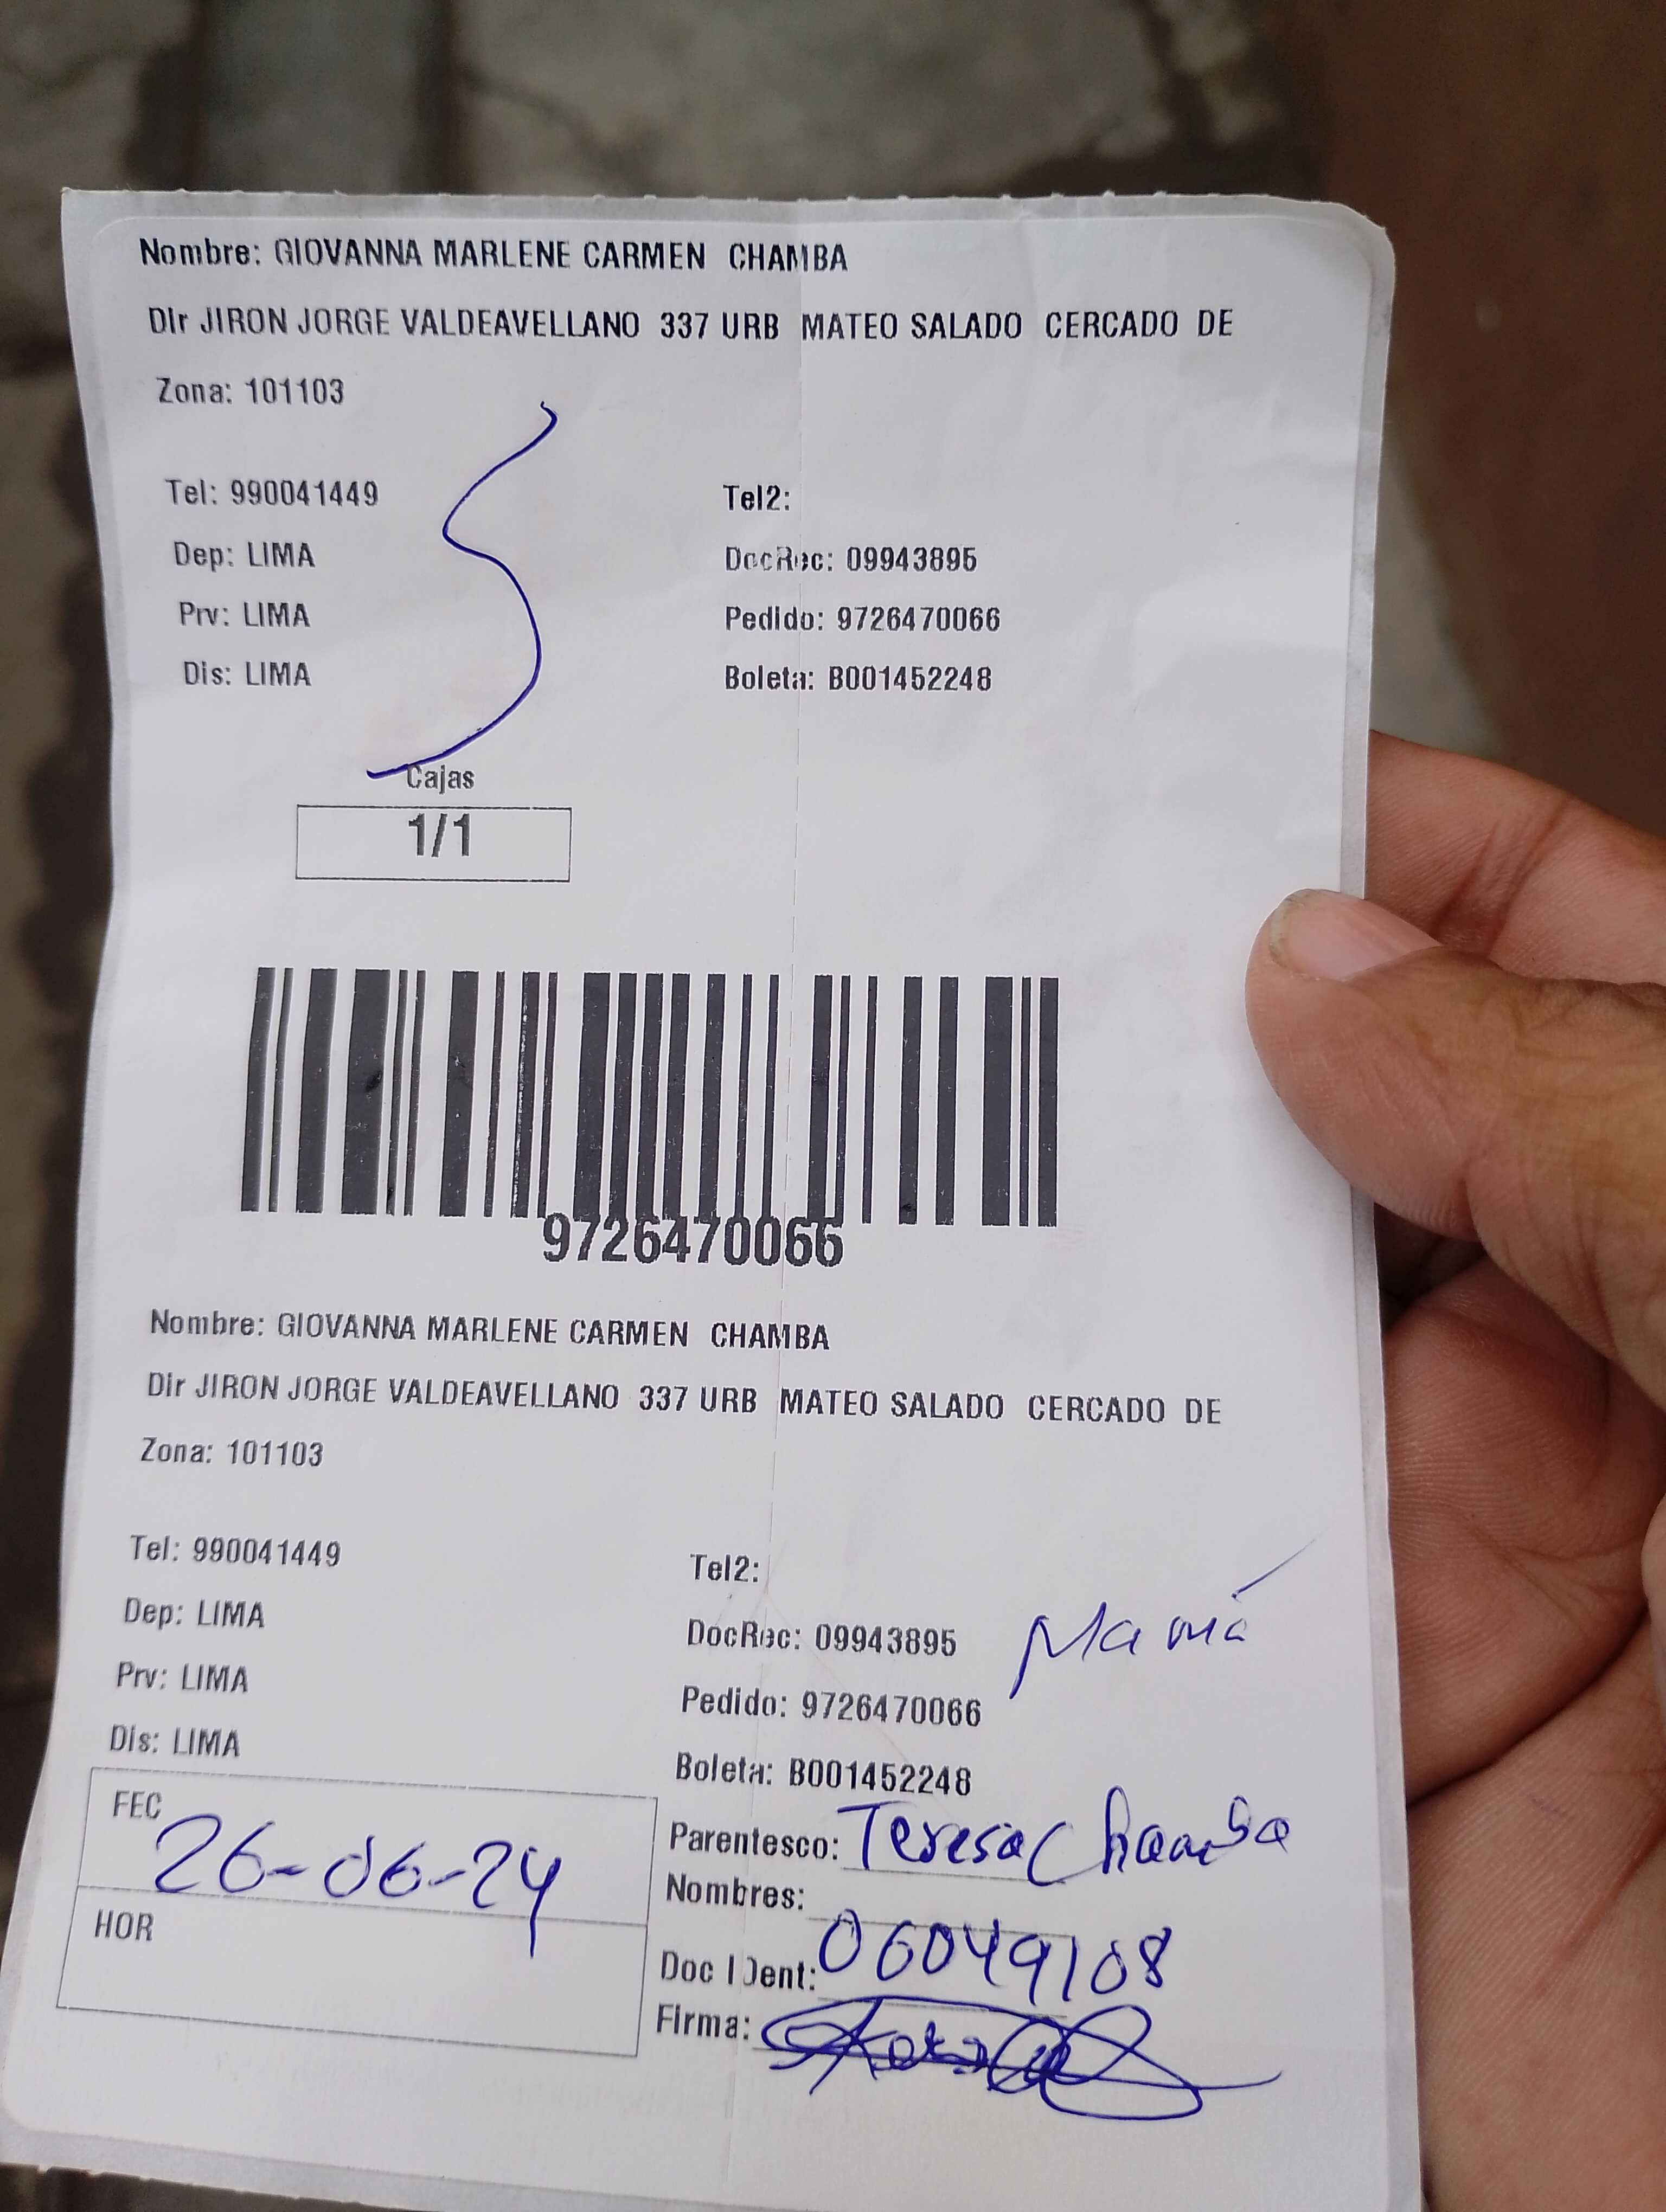 Nombre: GIOVANNA MARLENE CARMEN CHAMBA
Dir JIRON JORGE VALDEAVELLANO 337 URB MATEO SALADO CERCADO DE
Zona: 101103
Tel: 990041449 Tel2:
Dep: LIMA DocRec: 09943895
Prv: LIMA Pedido: 9726470066
Dis: LIMA Boleta: B001452248
Cajas
1/1
9726470066
Nombre: GIOVANNA MARLENE CARMEN CHAMBA
Dir JIRON JORGE VALDEAVELLANO 337 URB MATEO SALADO CERCADO DE
Zona: 101103
Tel: 990041449 Tel2:
Dep: LIMA DocRec: 09943895 Mamá
Prv: LIMA Pedido: 9726470066
Dis: LIMA Boleta: B001452248
FEC 26-06-24
HOR
Parentesco: Teresa Chamba
Nombres:
Doc IDent: 06049108
Firma: